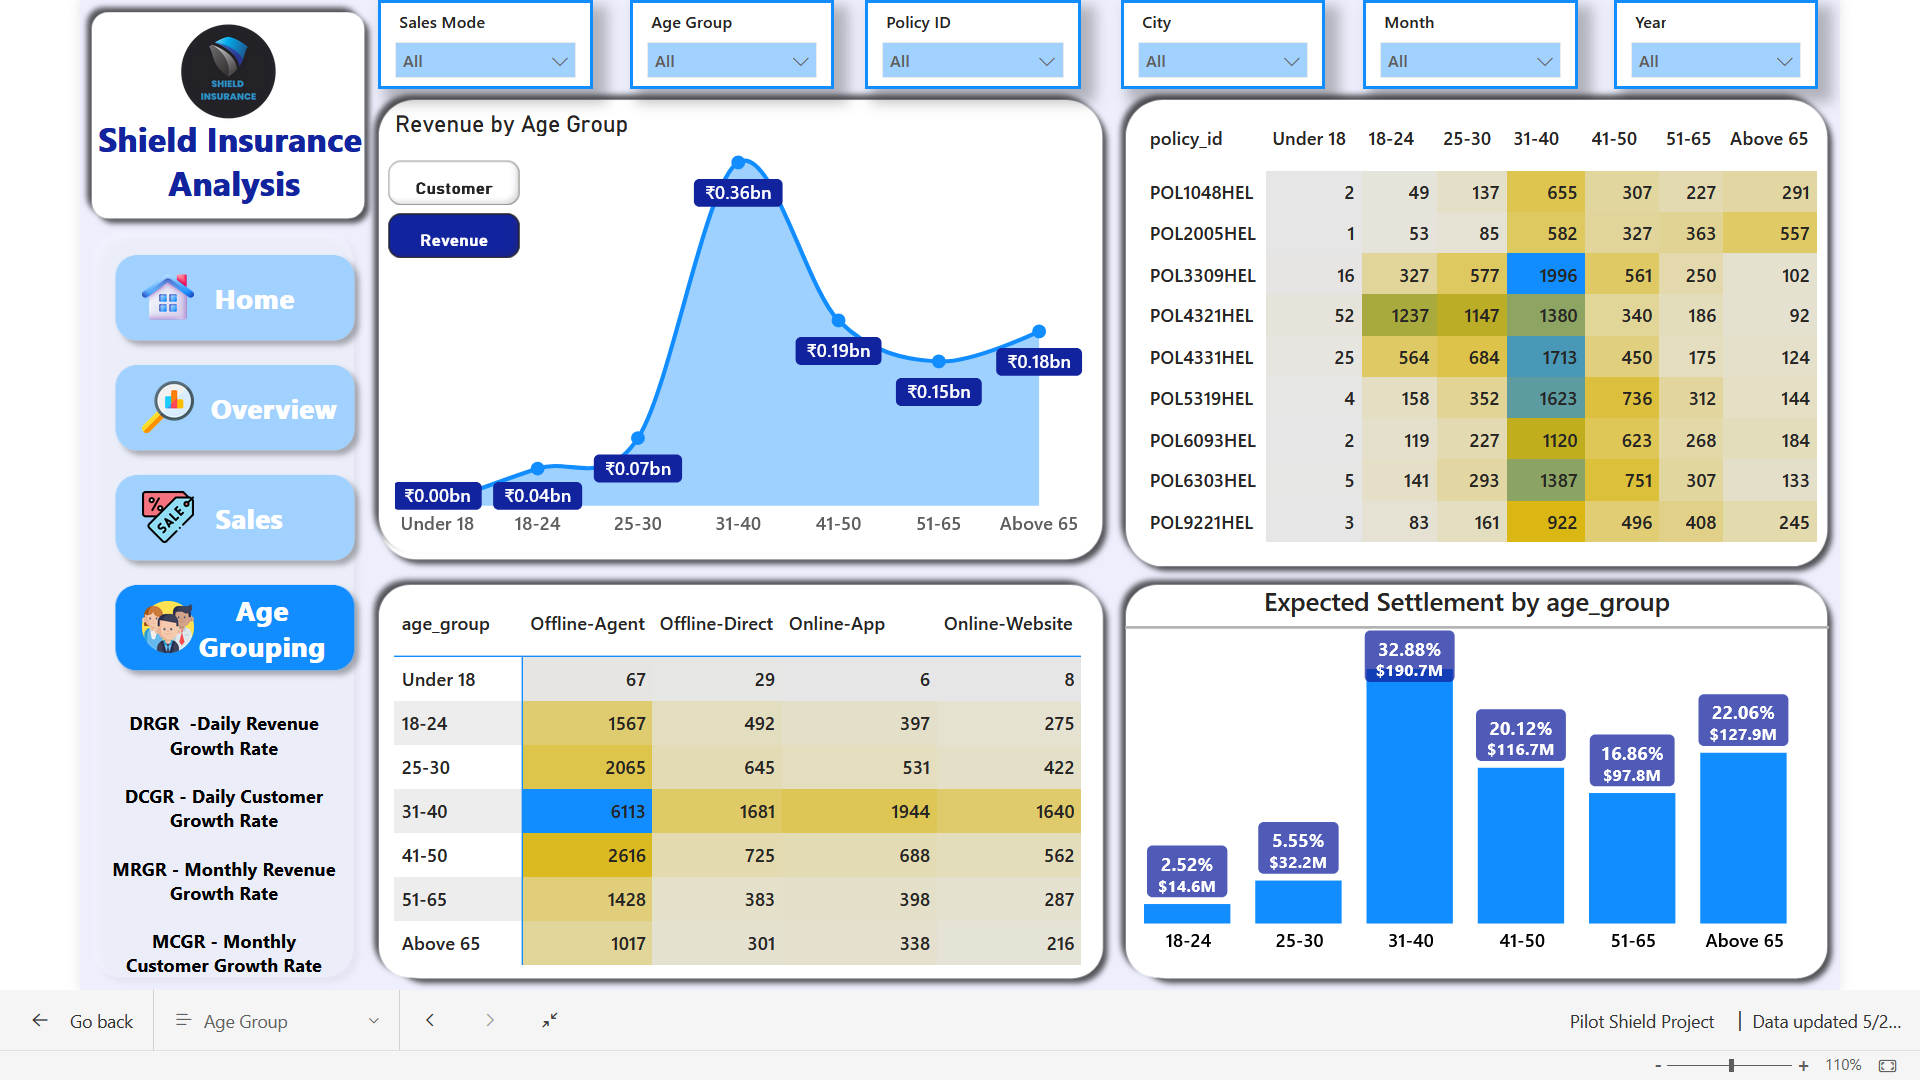 SHIELD
INSURANCE
Shield Insurance
Analysis
Home
Overview
Sales
Age
Grouping
DRGR  -Daily Revenue
Growth Rate
DCGR - Daily Customer
Growth Rate
MRGR - Monthly Revenue
Growth Rate
MCGR - Monthly
Customer Growth Rate
Sales Mode
All
Age Group
All
Policy ID
All
City
All
Month
All
Year
All
Revenue by Age Group
Customer
Revenue
₹0.00bn
₹0.04bn
₹0.07bn
₹0.36bn
₹0.19bn
₹0.15bn
₹0.18bn
Under 18 18-24 25-30 31-40 41-50 51-65 Above 65
policy_id Under 18 18-24 25-30 31-40 41-50 51-65 Above 65
POL1048HEL 2 49 137 655 307 227 291
POL2005HEL 1 53 85 582 327 363 557
POL3309HEL 16 327 577 1996 561 250 102
POL4321HEL 52 1237 1147 1380 340 186 92
POL4331HEL 25 564 684 1713 450 175 124
POL5319HEL 4 158 352 1623 736 312 144
POL6093HEL 2 119 227 1120 623 268 184
POL6303HEL 5 141 293 1387 751 307 133
POL9221HEL 3 83 161 922 496 408 245
age_group Offline-Agent Offline-Direct Online-App Online-Website
Under 18 67 29 6 8
18-24 1567 492 397 275
25-30 2065 645 531 422
31-40 6113 1681 1944 1640
41-50 2616 725 688 562
51-65 1428 383 398 287
Above 65 1017 301 338 216
Expected Settlement by age_group
2.52%
$14.6M
5.55%
$32.2M
32.88%
$190.7M
20.12%
$116.7M
16.86%
$97.8M
22.06%
$127.9M
18-24 25-30 31-40 41-50 51-65 Above 65
Go back
Age Group
Pilot Shield Project | Data updated 5/2...
- + 110%
SALE
%